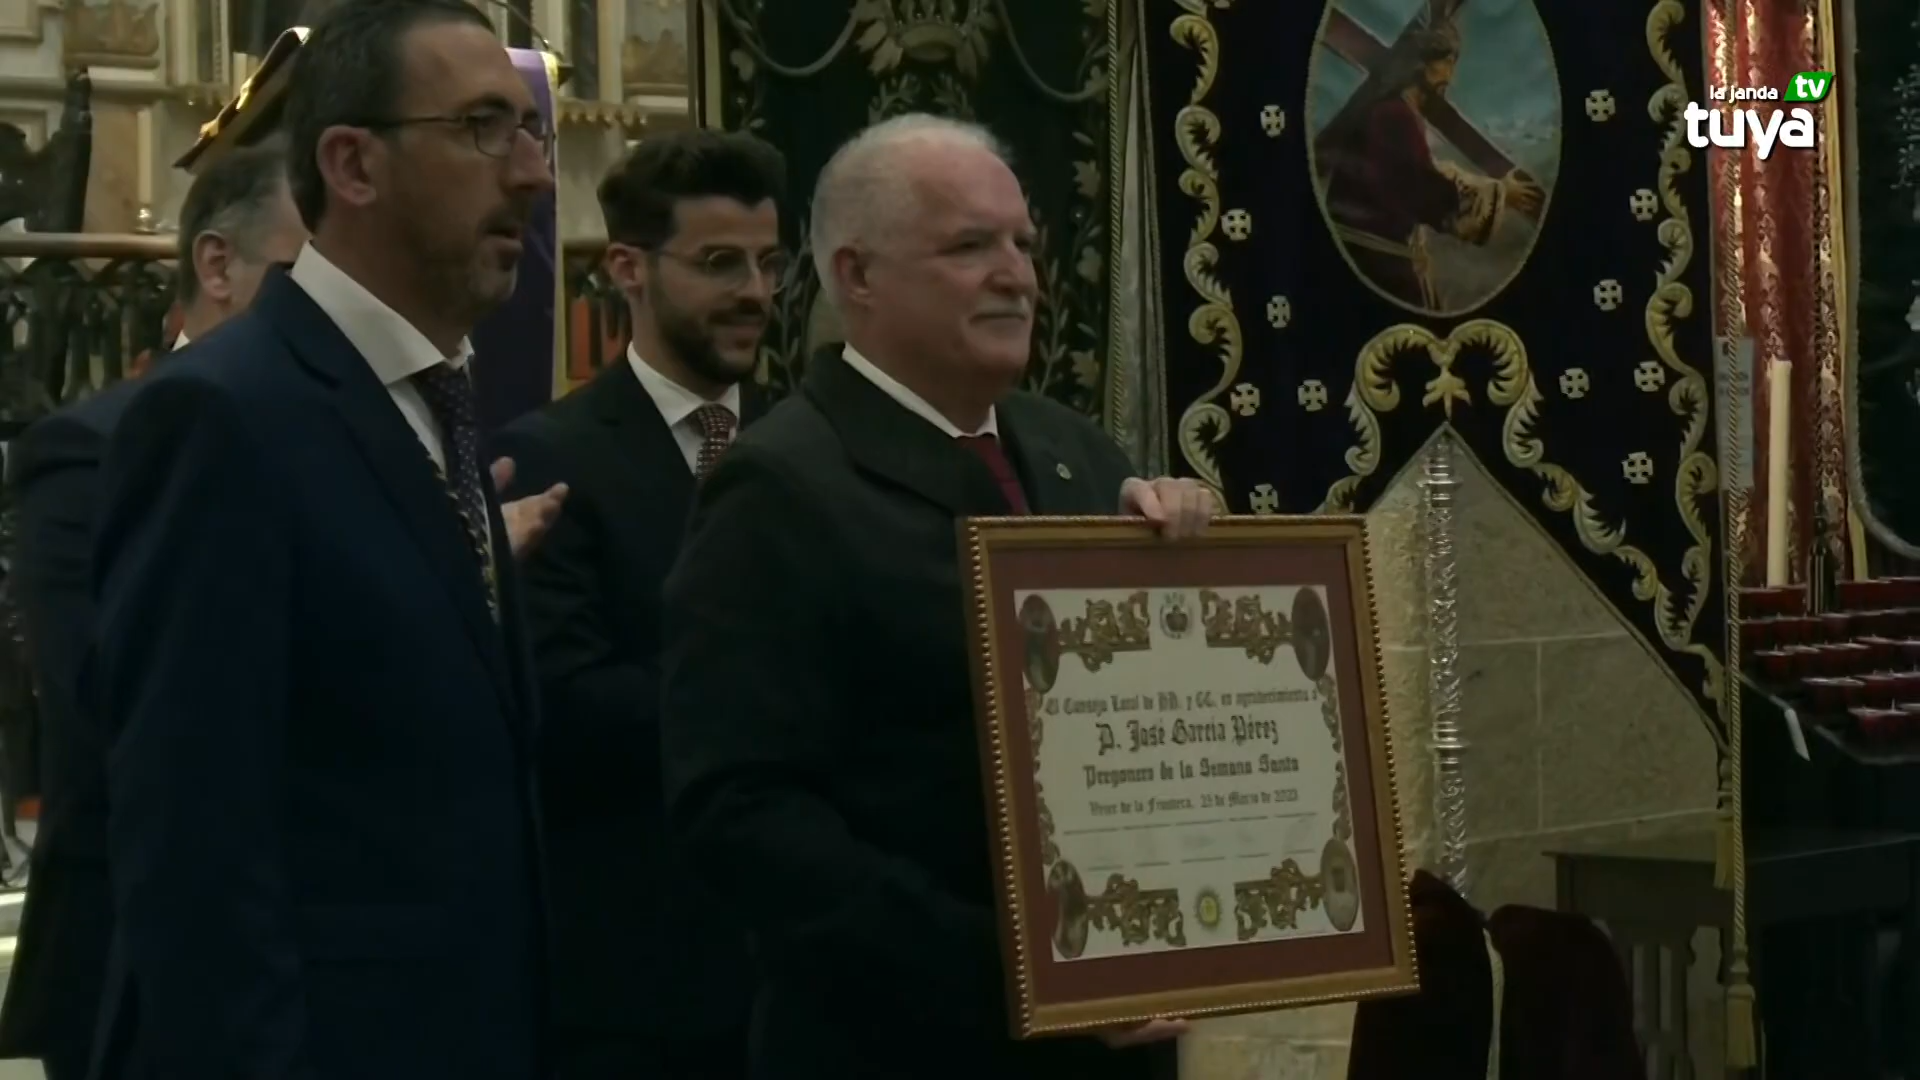 la janda tv
tuya
El Consejo Local de HH. y CC. en agradecimiento a
D. José García Pérez
Pregonero de la Semana Santa
Vejer de la Frontera, 25 de Marzo de 2023